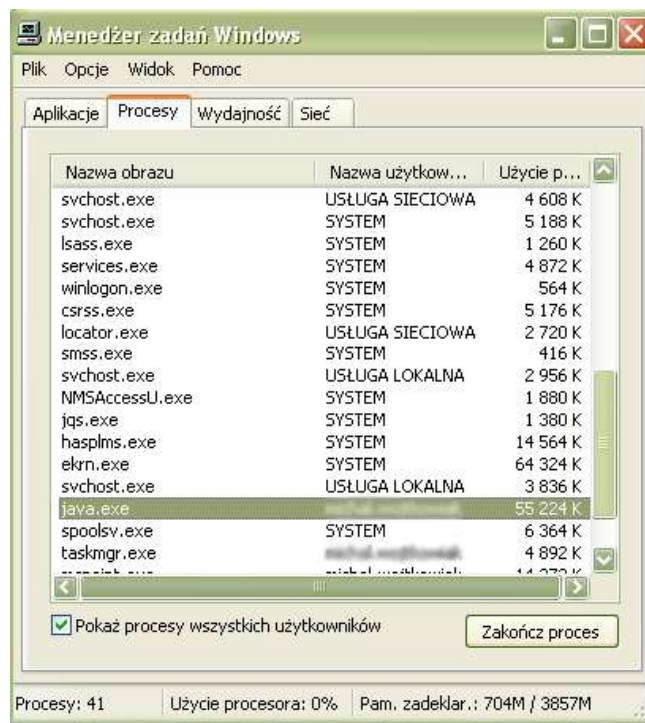 Menedżer zadań Windows
Plik Opcje Widok Pomoc
Aplikacje Procesy Wydajność Sieć
Nazwa obrazu Nazwa użytkow... Użycie p...
svchost.exe USŁUGA SIECIOWA 4 608 K
svchost.exe SYSTEM 5 188 K
lsass.exe SYSTEM 1 260 K
services.exe SYSTEM 4 872 K
winlogon.exe SYSTEM 564 K
csrss.exe SYSTEM 5 176 K
locator.exe USŁUGA SIECIOWA 2 720 K
smss.exe SYSTEM 416 K
svchost.exe USŁUGA LOKALNA 2 956 K
NMSAccessU.exe SYSTEM 1 880 K
jqs.exe SYSTEM 1 380 K
hasplms.exe SYSTEM 14 564 K
ekrn.exe SYSTEM 64 324 K
svchost.exe USŁUGA LOKALNA 3 836 K
java.exe 55 224 K
spoolsv.exe SYSTEM 6 364 K
taskmgr.exe 4 892 K
Pokaż procesy wszystkich użytkowników
Zakończ proces
Procesy: 41 Użycie procesora: 0% Pam. zadeklar.: 704M / 3857M